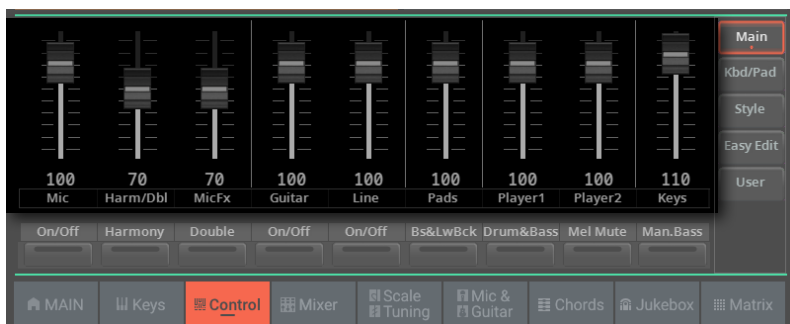 Main
Kbd/Pad
Style
Easy Edit
User
100 70 70 100 100 100 100 100 110
Mic Harm/Dbl MicFx Guitar Line Pads Player1 Player2 Keys
On/Off Harmony Double On/Off On/Off Bs&LwBck Drum&Bass Mel Mute Man.Bass
MAIN Keys Control Mixer Scale Tuning Mic & Guitar Chords Jukebox Matrix